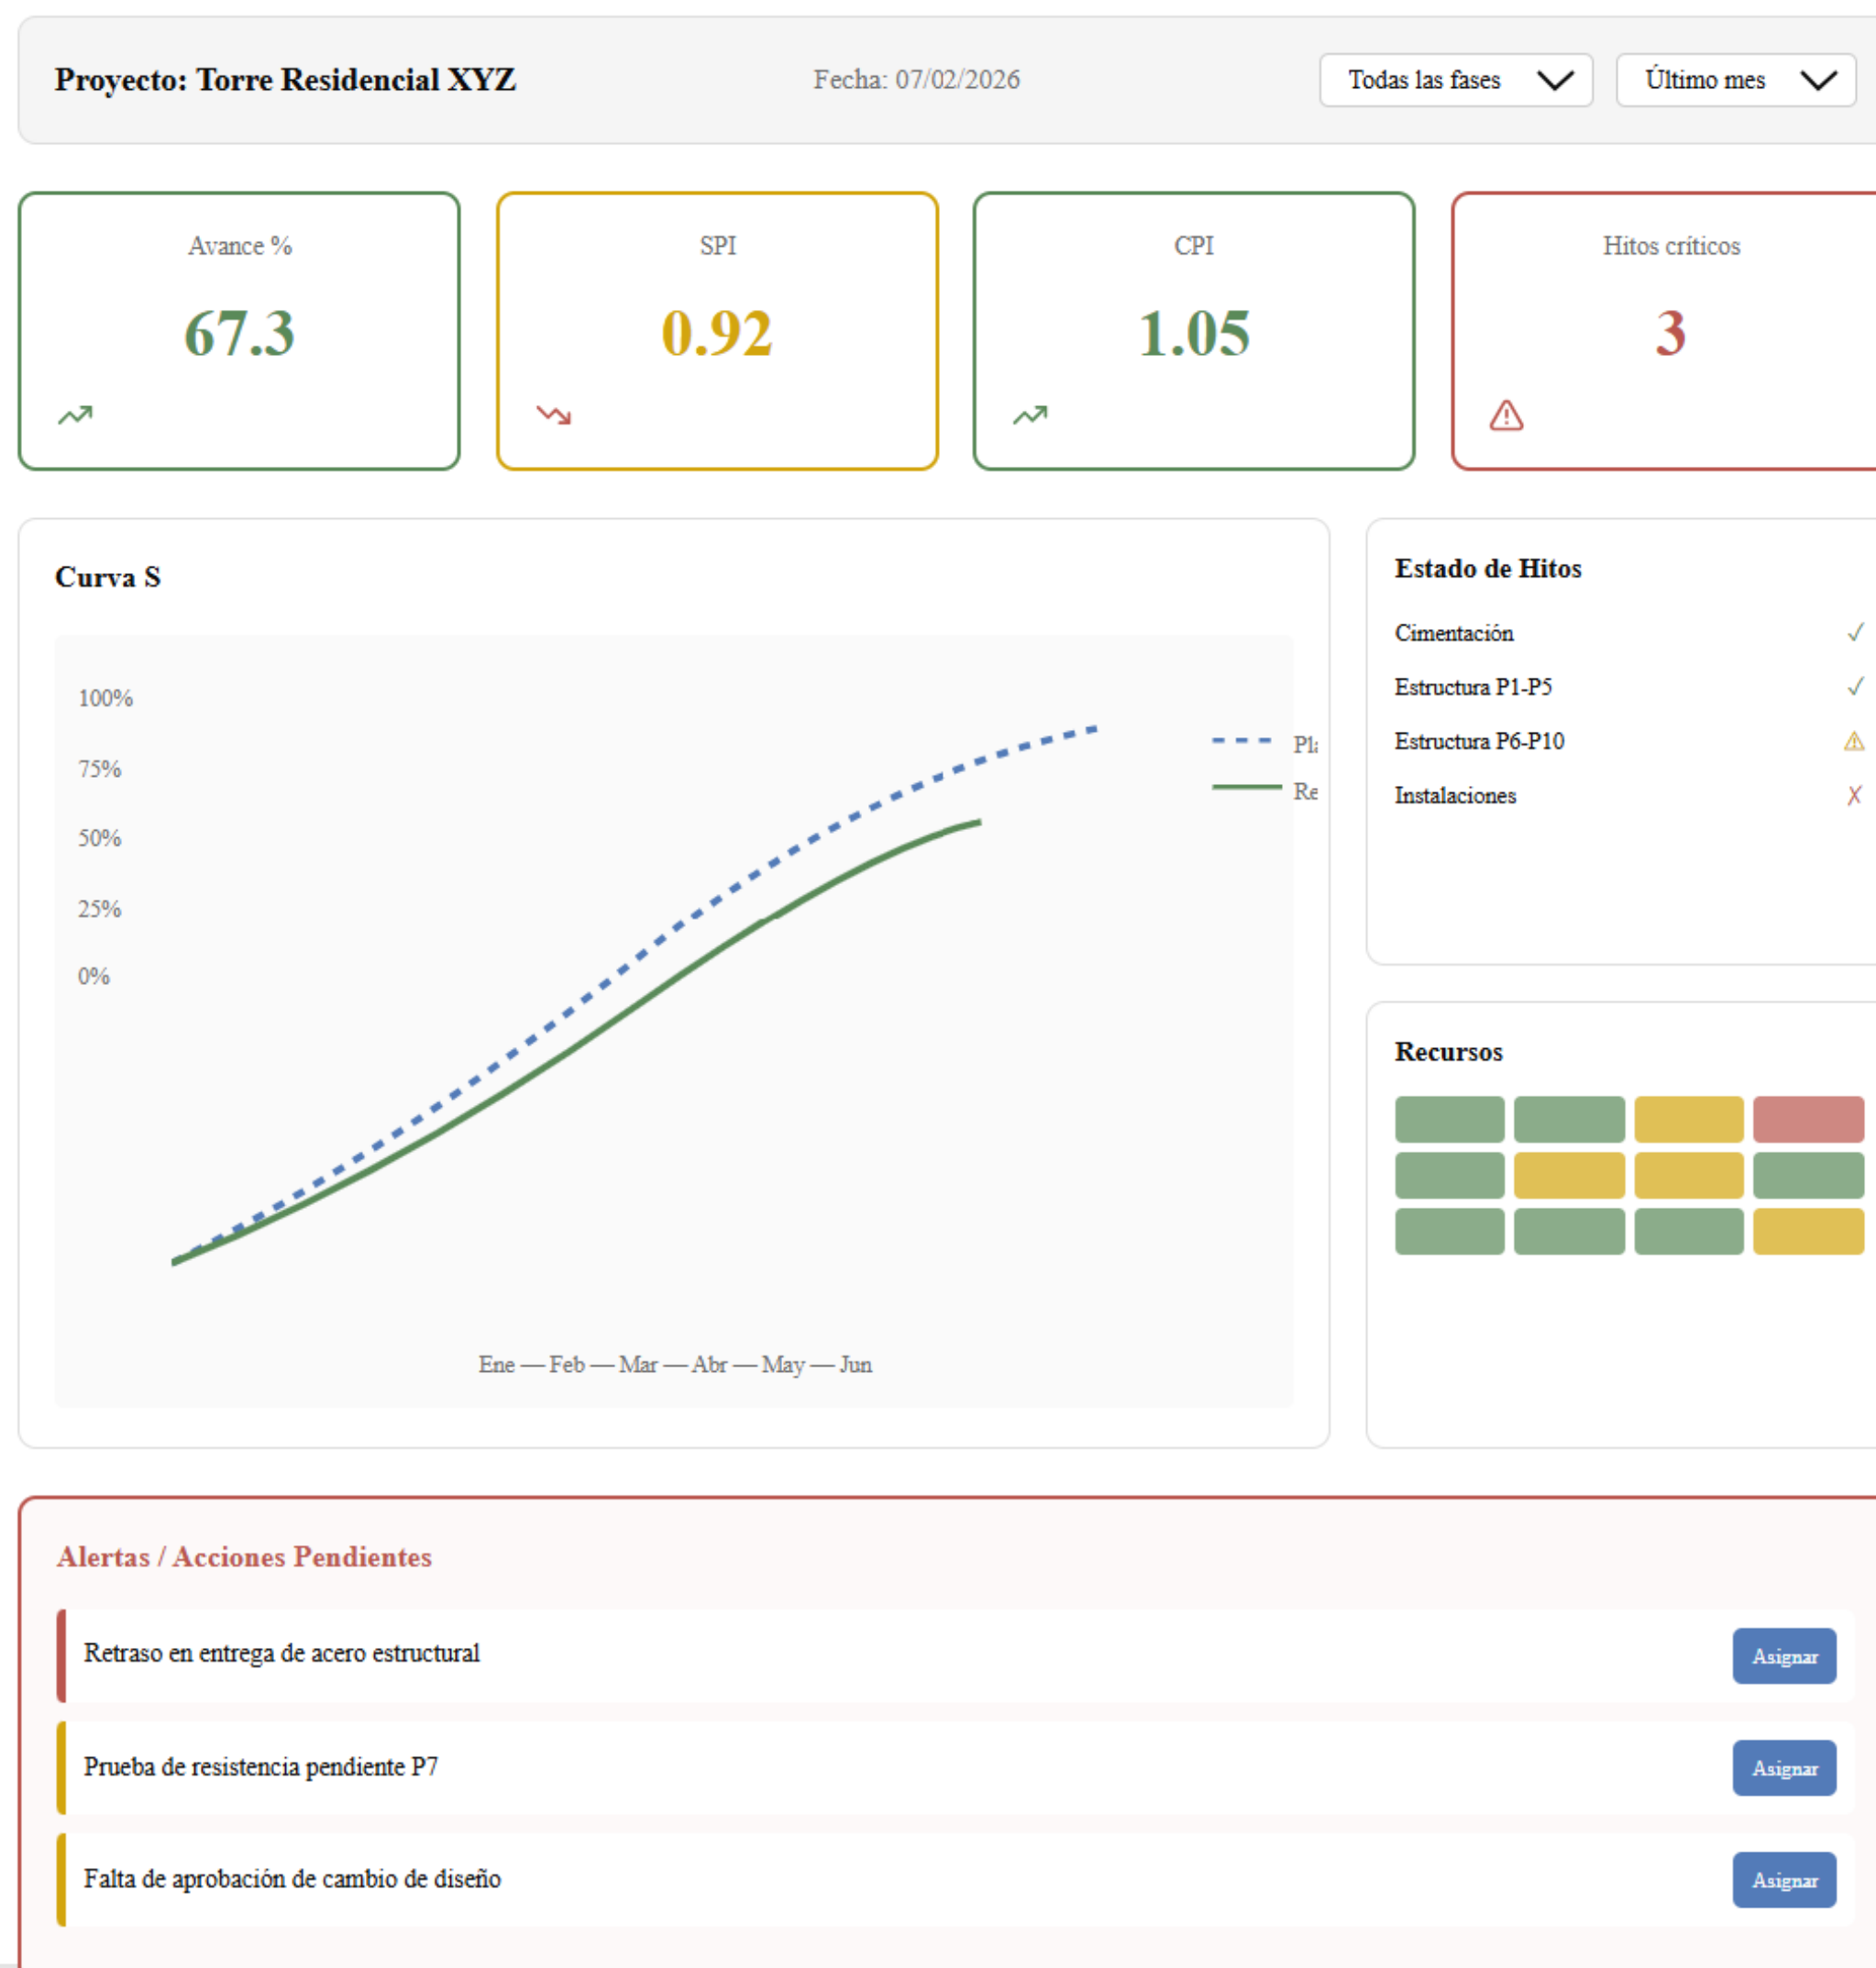 Proyecto: Torre Residencial XYZ
Fecha: 07/02/2026
Todas las fases
Último mes
Avance %
67.3
SPI
0.92
CPI
1.05
Hitos críticos
3
Curva S
100%
75%
50%
25%
0%
Pla
Re
Ene — Feb — Mar — Abr — May — Jun
Estado de Hitos
Cimentación ✓
Estructura P1-P5 ✓
Estructura P6-P10 ⚠
Instalaciones ✗
Recursos
Alertas / Acciones Pendientes
Retraso en entrega de acero estructural
Asignar
Prueba de resistencia pendiente P7
Asignar
Falta de aprobación de cambio de diseño
Asignar